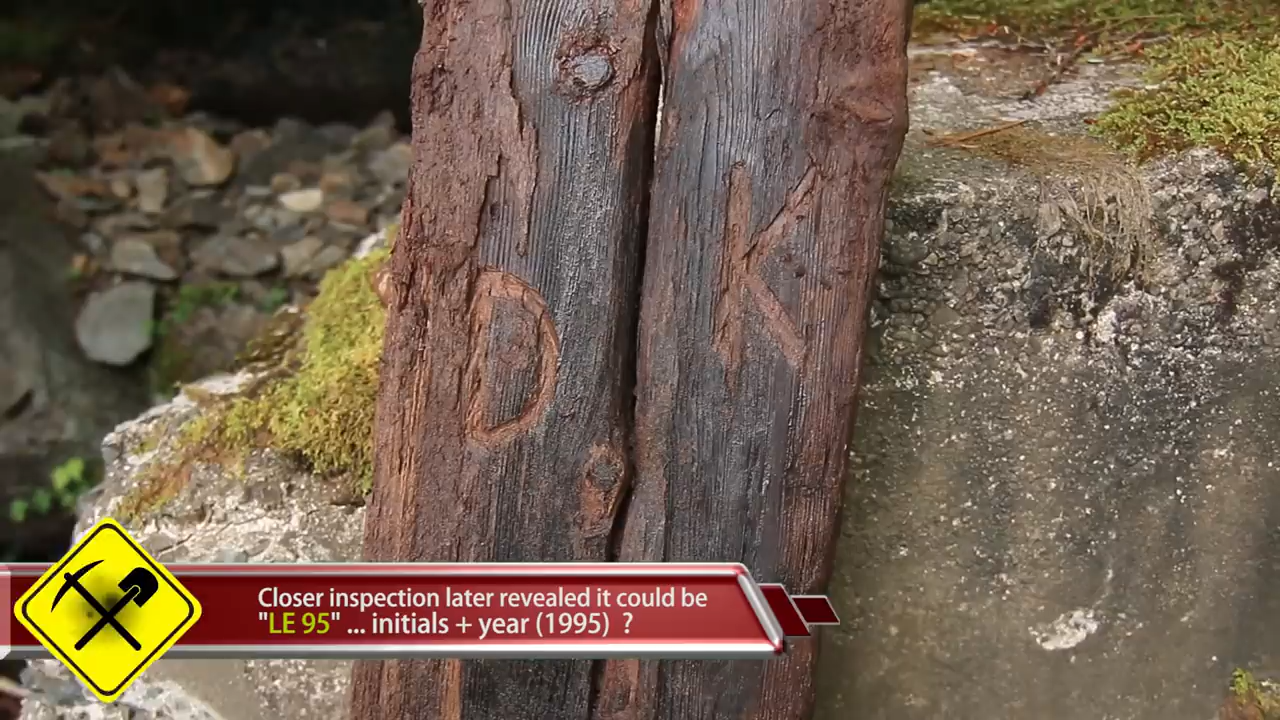 D K
Closer inspection later revealed it could be
"LE 95" ... initials + year (1995) ?